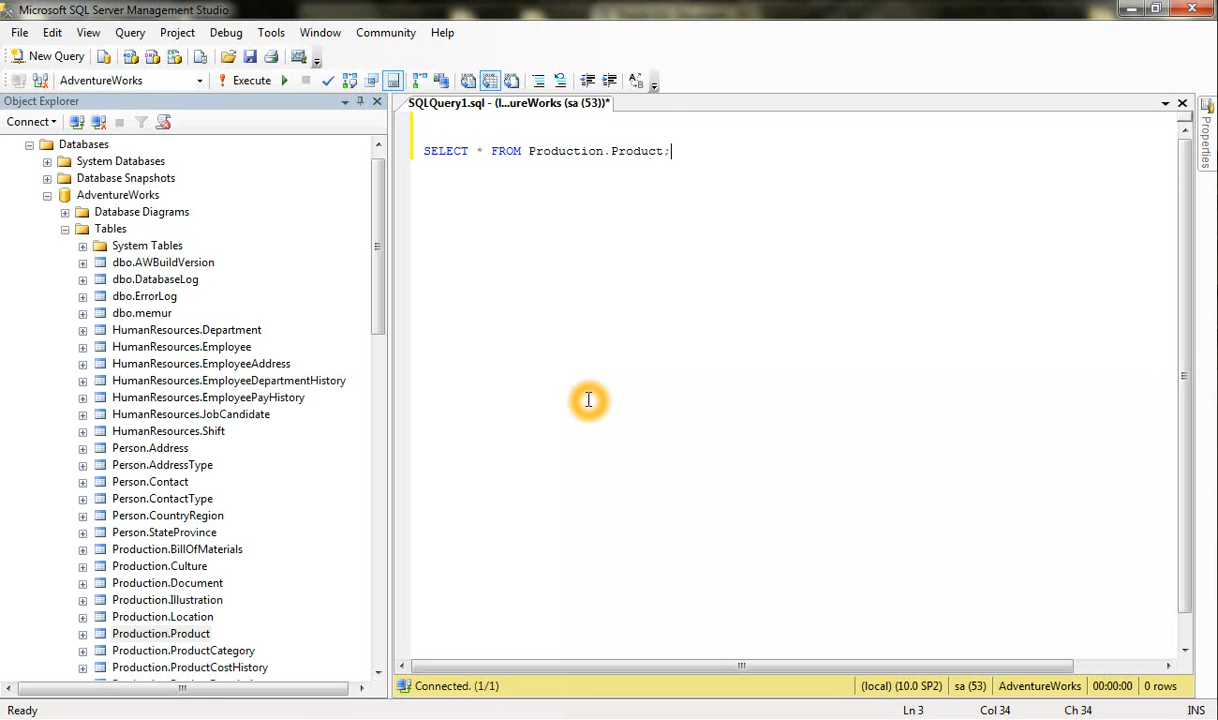 Microsoft SQL Server Management Studio
File Edit View Query Project Debug Tools Window Community Help
New Query
AdventureWorks Execute
Object Explorer
SQLQuery1.sql - (l...ureWorks (sa (53))*
Connect
Databases
System Databases
Database Snapshots
AdventureWorks
Database Diagrams
Tables
System Tables
dbo.AWBuildVersion
dbo.DatabaseLog
dbo.ErrorLog
dbo.memur
HumanResources.Department
HumanResources.Employee
HumanResources.EmployeeAddress
HumanResources.EmployeeDepartmentHistory
HumanResources.EmployeePayHistory
HumanResources.JobCandidate
HumanResources.Shift
Person.Address
Person.AddressType
Person.Contact
Person.ContactType
Person.CountryRegion
Person.StateProvince
Production.BillOfMaterials
Production.Culture
Production.Document
Production.Illustration
Production.Location
Production.Product
Production.ProductCategory
Production.ProductCostHistory
SELECT * FROM Production.Product;
Properties
Connected. (1/1) (local) (10.0 SP2) sa (53) AdventureWorks 00:00:00 0 rows
Ready Ln 3 Col 34 Ch 34 INS